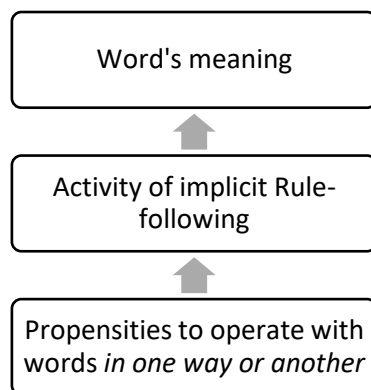 Word's meaning
Activity of implicit Rule-
following
Propensities to operate with
words in one way or another